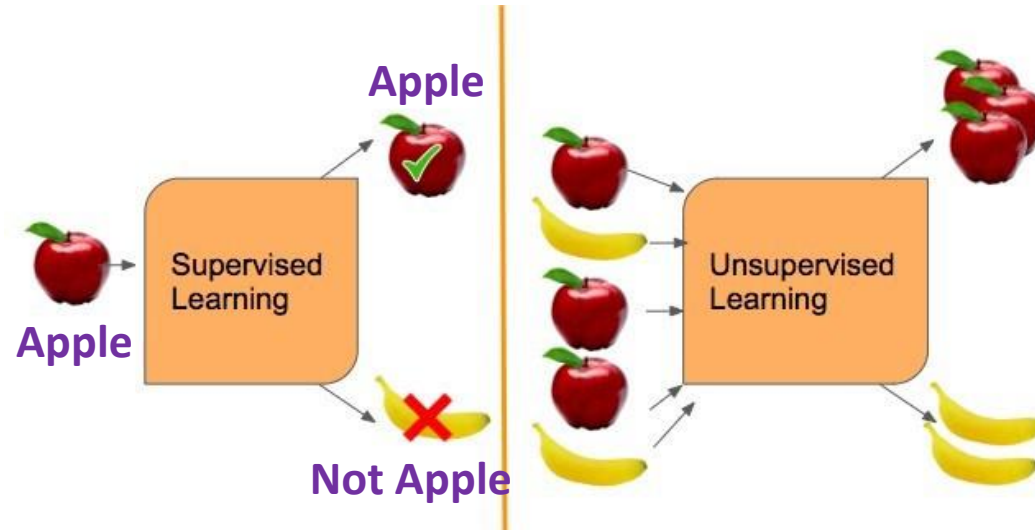 Apple
Supervised
Learning
Apple
Not Apple
Unsupervised
Learning